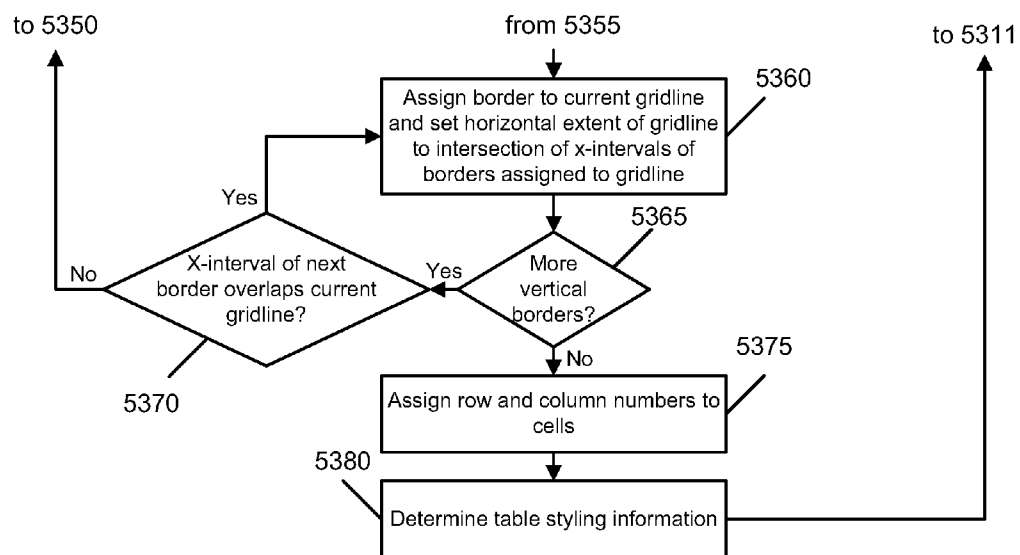 to 5350
from 5355
to 5311
5360
Assign border to current gridline
and set horizontal extent of gridline
to intersection of x-intervals of
borders assigned to gridline
Yes
5365
No
X-interval of next
border overlaps current
gridline?
Yes
More
vertical
borders?
5370
No
5375
Assign row and column numbers to
cells
5380
Determine table styling information